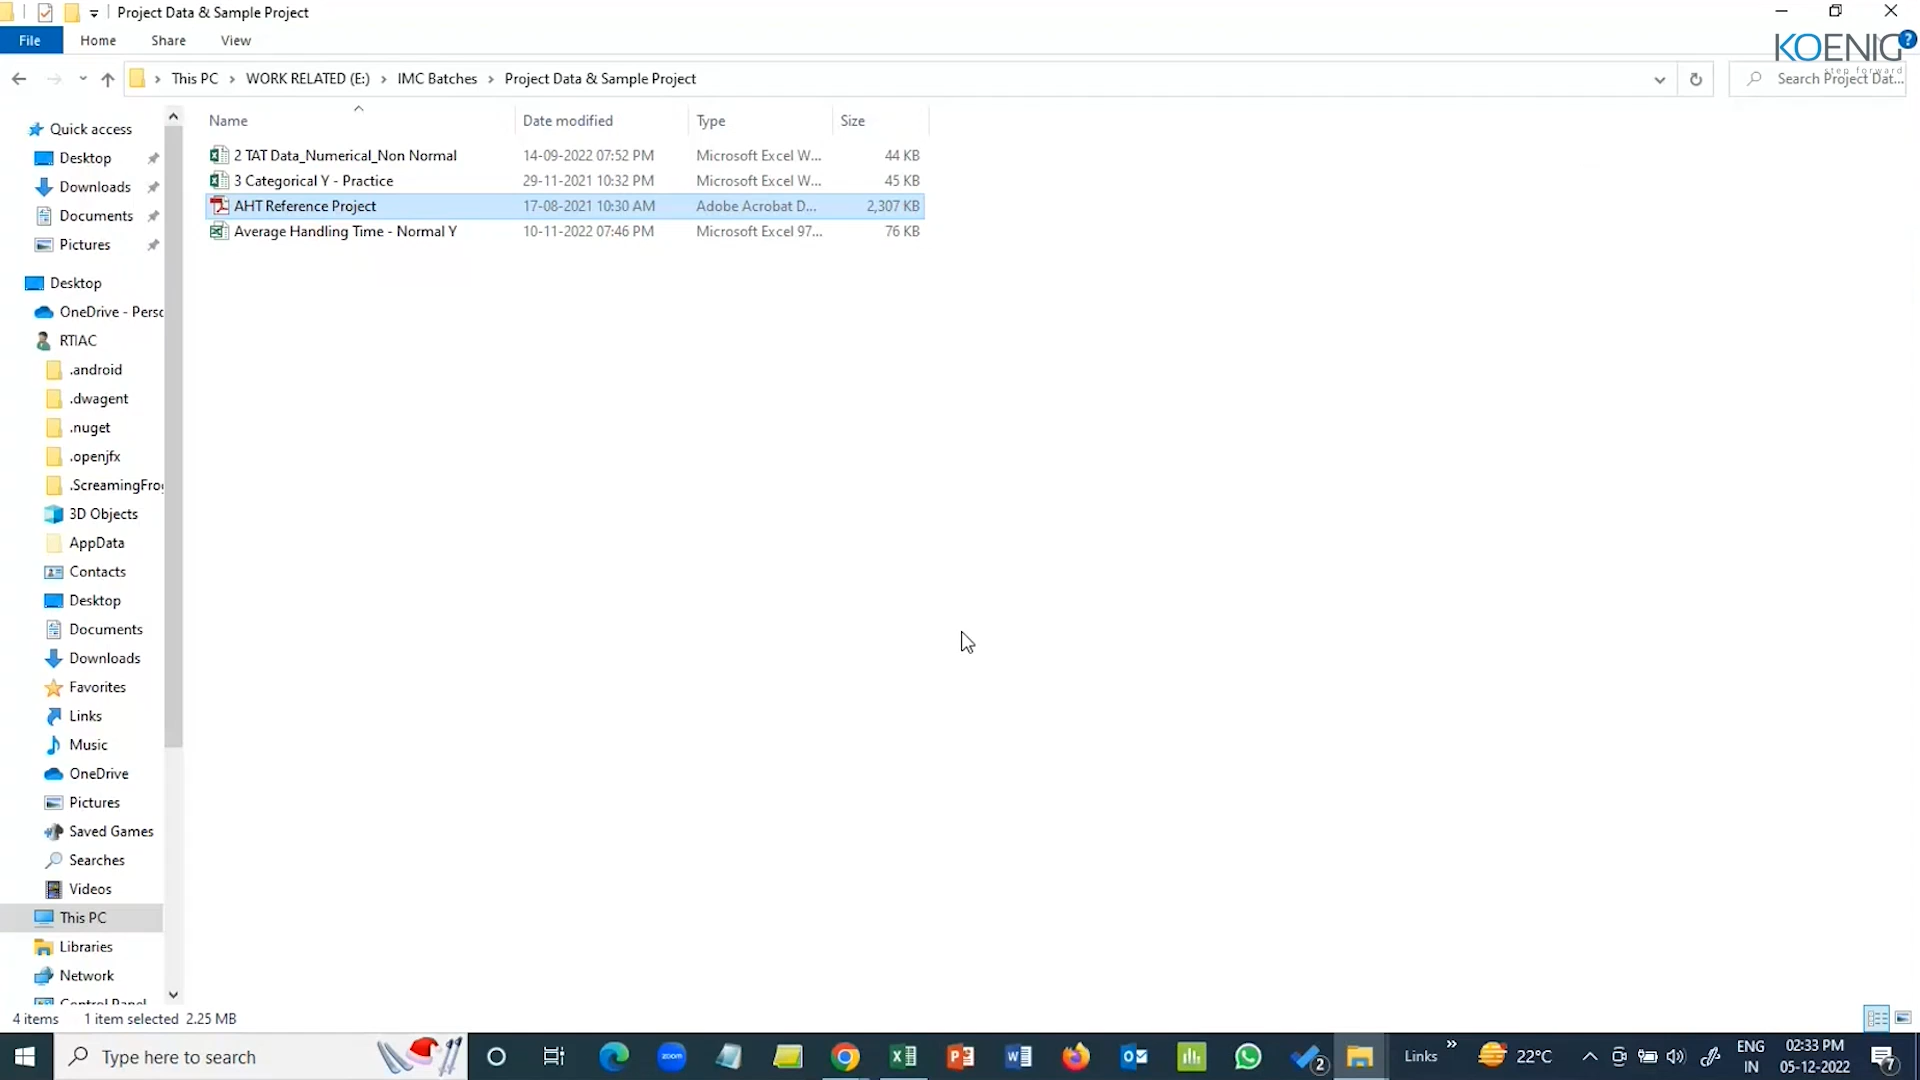 Project Data & Sample Project
File Home Share View
KOENIG
step forward
This PC > WORK RELATED (E:) > IMC Batches > Project Data & Sample Project
Search Project Dat...
Name Date modified Type Size
2 TAT Data_Numerical_Non Normal 14-09-2022 07:52 PM Microsoft Excel W... 44 KB
3 Categorical Y - Practice 29-11-2021 10:32 PM Microsoft Excel W... 45 KB
AHT Reference Project 17-08-2021 10:30 AM Adobe Acrobat D... 2,307 KB
Average Handling Time - Normal Y 10-11-2022 07:46 PM Microsoft Excel 97... 76 KB
Quick access
Desktop
Downloads
Documents
Pictures
Desktop
OneDrive - Perso
RTIAC
.android
.dwagent
.nuget
.openjfx
.ScreamingFrog
3D Objects
AppData
Contacts
Desktop
Documents
Downloads
Favorites
Links
Music
OneDrive
Pictures
Saved Games
Searches
Videos
This PC
Libraries
Network
Control Panel
4 items 1 item selected 2.25 MB
Type here to search
zoom
2
Links
22°C
ENG
IN
02:33 PM
05-12-2022
7